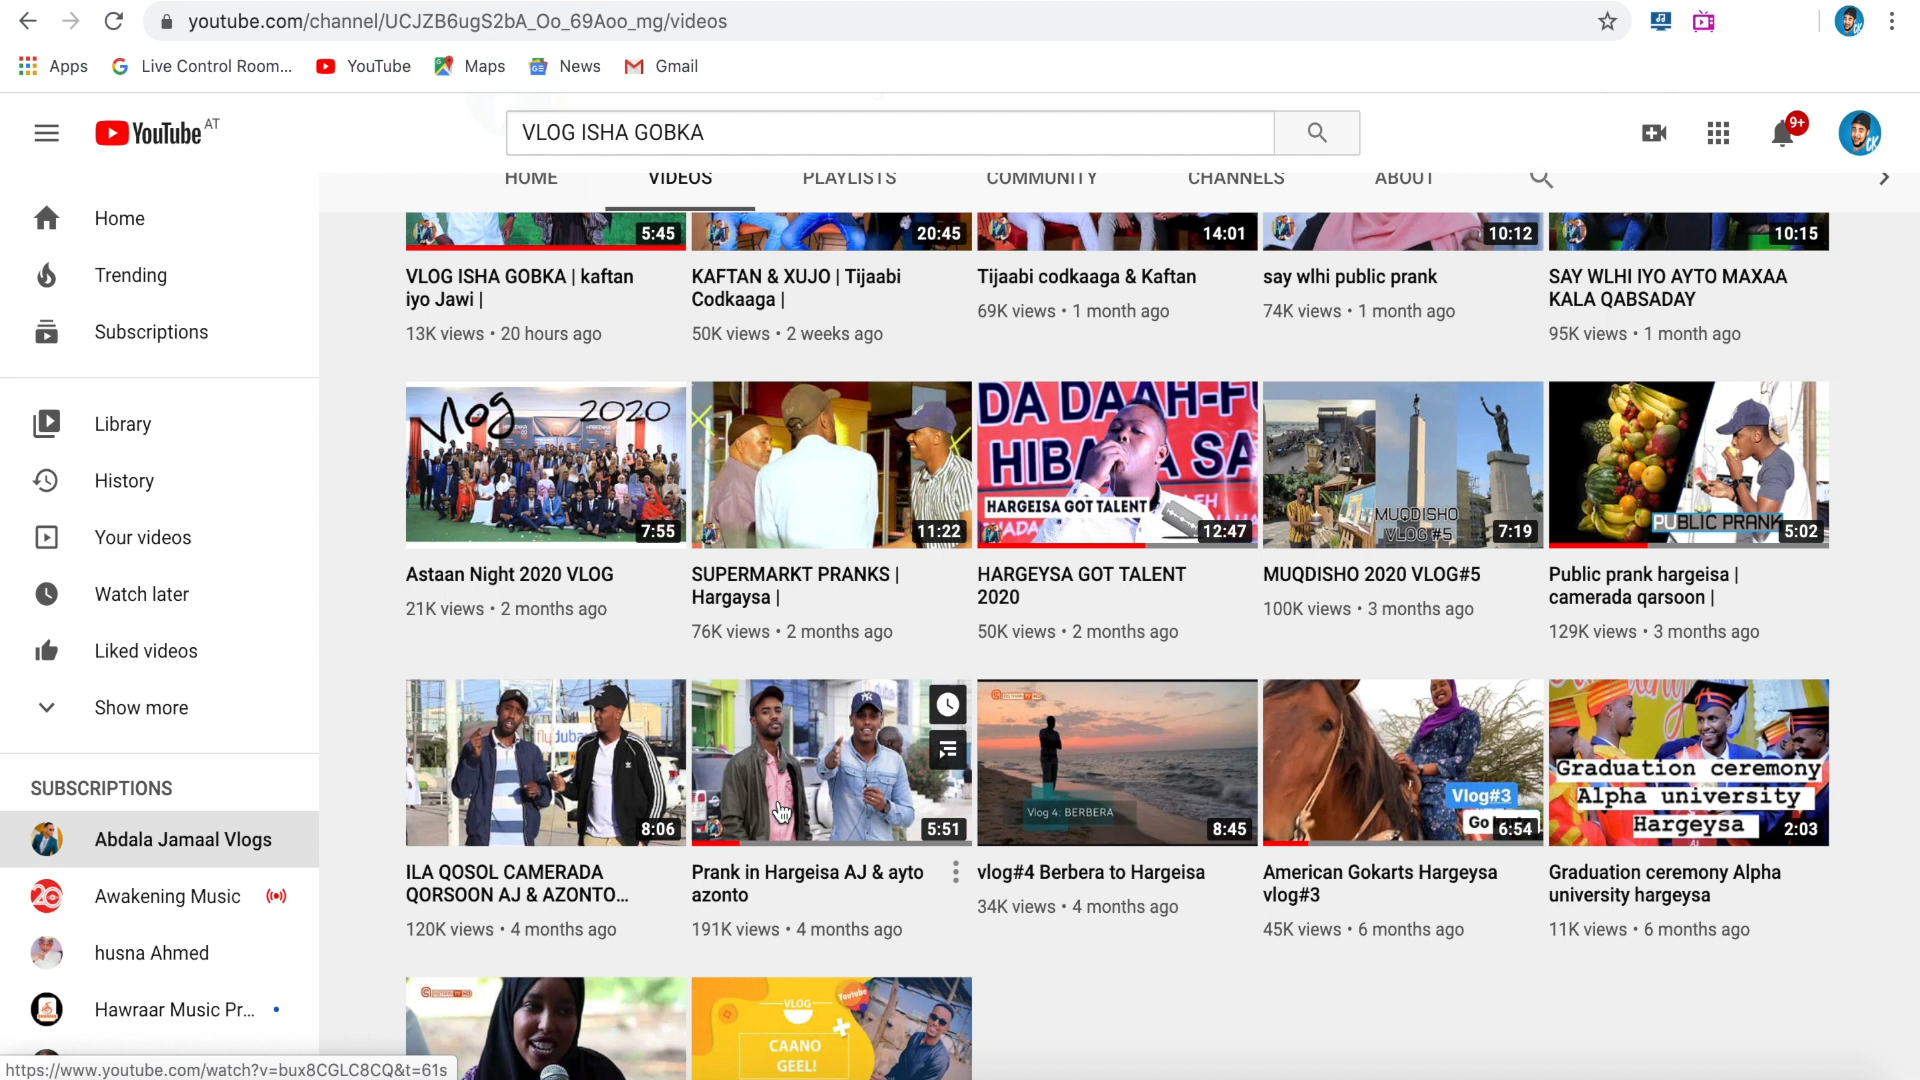 youtube.com/channel/UCJZB6ugS2bA_Oo_69Aoo_mg/videos
Apps Live Control Room... YouTube Maps News Gmail
YouTube AT
VLOG ISHA GOBKA
9+
HOME VIDEOS PLAYLISTS COMMUNITY CHANNELS ABOUT
Home
Trending
Subscriptions
Library
History
Your videos
Watch later
Liked videos
Show more
SUBSCRIPTIONS
Abdala Jamaal Vlogs
Awakening Music
husna Ahmed
Hawraar Music Pr...
5:45
20:45
14:01
10:12
10:15
VLOG ISHA GOBKA | kaftan
iyo Jawi |
13K views • 20 hours ago
KAFTAN & XUJO | Tijaabi
Codkaaga |
50K views • 2 weeks ago
Tijaabi codkaaga & Kaftan
69K views • 1 month ago
say wlhi public prank
74K views • 1 month ago
SAY WLHI IYO AYTO MAXAA
KALA QABSADAY
95K views • 1 month ago
Vlog 2020
7:55
Astaan Night 2020 VLOG
21K views • 2 months ago
11:22
SUPERMARKT PRANKS |
Hargaysa |
76K views • 2 months ago
DA DAAH-FU
HIBA A SA
HARGEISA GOT TALENT
12:47
HARGEYSA GOT TALENT
2020
50K views • 2 months ago
MUQDISHO
VLOG #5
7:19
MUQDISHO 2020 VLOG#5
100K views • 3 months ago
PUBLIC PRANK
5:02
Public prank hargeisa |
camerada qarsoon |
129K views • 3 months ago
flydubai
8:06
ILA QOSOL CAMERADA
QORSOON AJ & AZONTO...
120K views • 4 months ago
5:51
Prank in Hargeisa AJ & ayto
azonto
191K views • 4 months ago
Vlog 4: BERBERA
8:45
vlog#4 Berbera to Hargeisa
34K views • 4 months ago
Vlog#3
Go
6:54
American Gokarts Hargeysa
vlog#3
45K views • 6 months ago
Graduation ceremony
Alpha university
Hargeysa
2:03
Graduation ceremony Alpha
university hargeysa
11K views • 6 months ago
VLOG
Youtube
CAANO
GEEL!
https://www.youtube.com/watch?v=bux8CGLC8CQ&t=61s